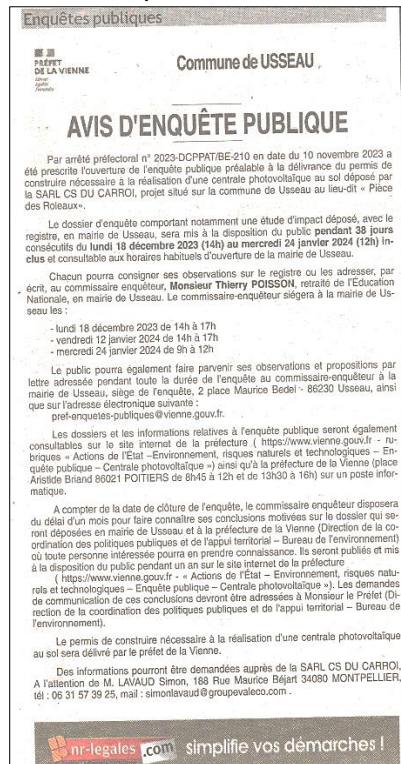 Enquêtes publiques
PRÉFET
DE LA VIENNE
Liberté
Égalité
Fraternité
Commune de USSEAU
AVIS D'ENQUÊTE PUBLIQUE
Par arrêté préfectoral n° 2023-DCPPAT/BE-210 en date du 10 novembre 2023 a
été prescrite l'ouverture de l'enquête publique préalable à la délivrance du permis de
construire nécessaire à la réalisation d'une centrale photovoltaïque au sol déposé par
la SARL CS DU CARROI, projet situé sur la commune de Usseau au lieu-dit « Pièce
des Roleaux».
Le dossier d'enquête comportant notamment une étude d'impact déposé, avec le
registre, en mairie de Usseau, sera mis à la disposition du public pendant 38 jours
consécutifs du lundi 18 décembre 2023 (14h) au mercredi 24 janvier 2024 (12h) in-
clus et consultable aux horaires habituels d'ouverture de la mairie de Usseau.
Chacun pourra consigner ses observations sur le registre ou les adresser, par
écrit, au commissaire enquêteur, Monsieur Thierry POISSON, retraité de l'Éducation
Nationale, en mairie de Usseau. Le commissaire-enquêteur siégera à la mairie de Us-
seau les :
- lundi 18 décembre 2023 de 14h à 17h
- vendredi 12 janvier 2024 de 14h à 17h
- mercredi 24 janvier 2024 de 9h à 12h
Le public pourra également faire parvenir ses observations et propositions par
lettre adressée pendant toute la durée de l'enquête au commissaire-enquêteur à la
mairie de Usseau, siège de l'enquête, 2 place Maurice Bedel - 86230 Usseau, ainsi
que sur l'adresse électronique suivante :
pref-enquetes-publiques@vienne.gouv.fr.
Les dossiers et les informations relatives à l'enquête publique seront également
consultables sur le site internet de la préfecture ( https://www.vienne.gouv.fr - ru-
briques « Actions de l'État –Environnement, risques naturels et technologiques – En-
quête publique – Centrale photovoltaïque ») ainsi qu'à la préfecture de la Vienne (place
Aristide Briand 86021 POITIERS de 8h45 à 12h et de 13h30 à 16h) sur un poste infor-
matique.
A compter de la date de clôture de l'enquête, le commissaire enquêteur disposera
du délai d'un mois pour faire connaître ses conclusions motivées sur le dossier qui se-
ront déposées en mairie de Usseau et à la préfecture de la Vienne (Direction de la co-
ordination des politiques publiques et de l'appui territorial – Bureau de l'environnement)
où toute personne intéressée pourra en prendre connaissance. Ils seront publiés et mis
à la disposition du public pendant un an sur le site internet de la préfecture
( https://www.vienne.gouv.fr - « Actions de l'État – Environnement, risques natu-
rels et technologiques – Enquête publique – Centrale photovoltaïque »). Les demandes
de communication de ces conclusions devront être adressées à Monsieur le Préfet (Di-
rection de la coordination des politiques publiques et de l'appui territorial – Bureau de
l'environnement).
Le permis de construire nécessaire à la réalisation d'une centrale photovoltaïque
au sol sera délivré par le préfet de la Vienne.
Des informations pourront être demandées auprès de la SARL CS DU CARROI,
A l'attention de M. LAVAUD Simon, 188 Rue Maurice Béjart 34080 MONTPELLIER,
tél : 06 31 57 39 25, mail : simonlavaud@groupevaleco.com .
nr-legales.com simplifie vos démarches !